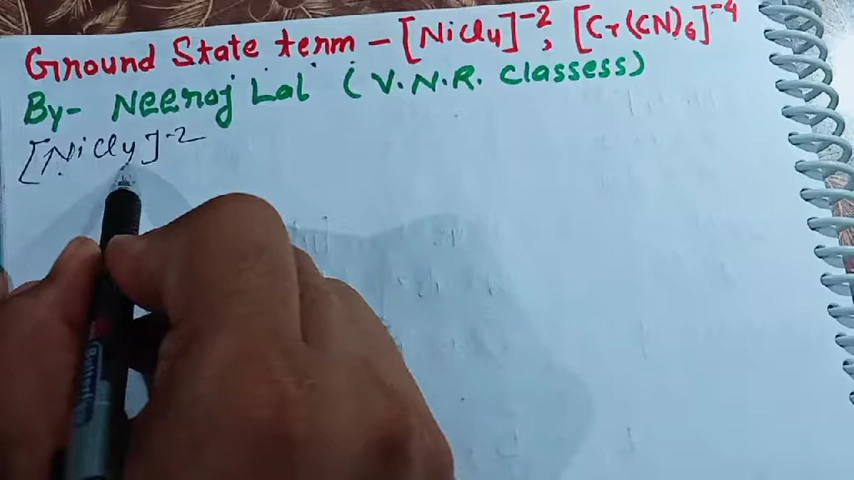 Ground State term - [NiCl4]-2, [Cr(CN)6]-4
By- Neeraj Lal (V.N.R. Classess)
[NiCl4]-2